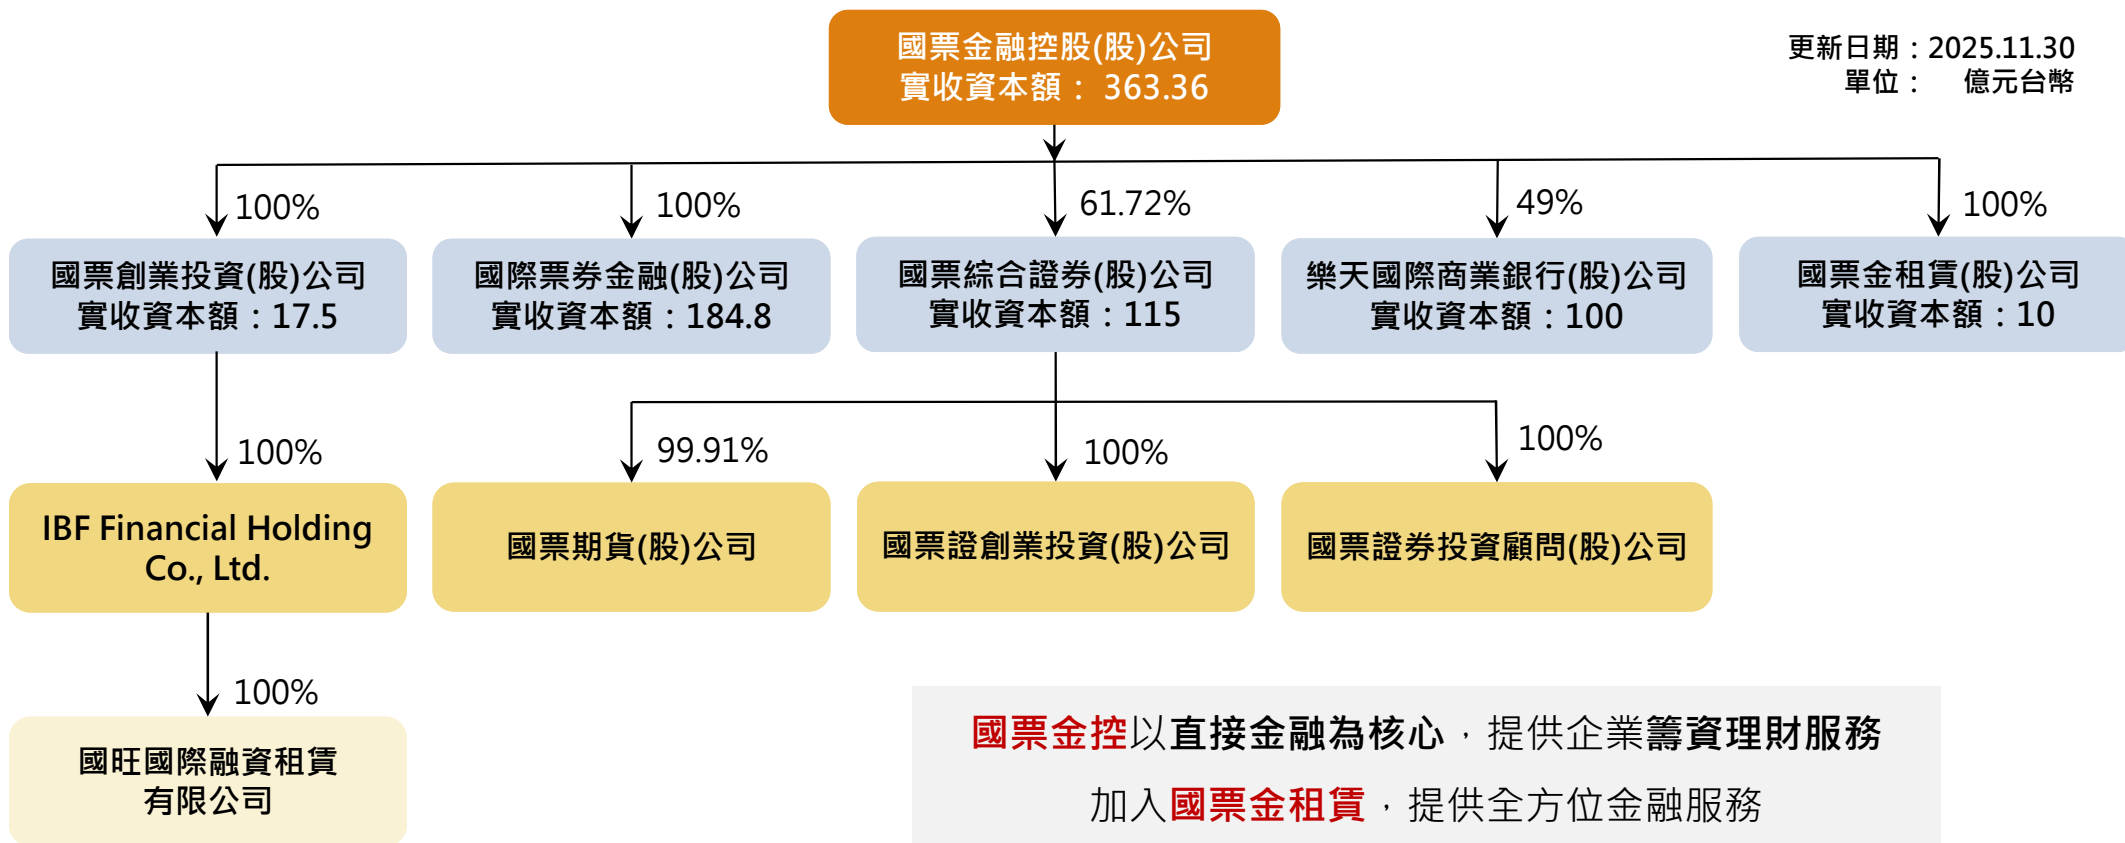 國票金融控股(股)公司
實收資本額： 363.36
更新日期：2025.11.30
單位： 億元台幣
100%
100%
61.72%
49%
100%
國票創業投資(股)公司
實收資本額：17.5
國際票券金融(股)公司
實收資本額：184.8
國票綜合證券(股)公司
實收資本額：115
樂天國際商業銀行(股)公司
實收資本額：100
國票金租賃(股)公司
實收資本額：10
100%
99.91%
100%
100%
IBF Financial Holding
Co., Ltd.
國票期貨(股)公司
國票證創業投資(股)公司
國票證券投資顧問(股)公司
100%
國旺國際融資租賃
有限公司
國票金控以直接金融為核心，提供企業籌資理財服務
加入國票金租賃，提供全方位金融服務